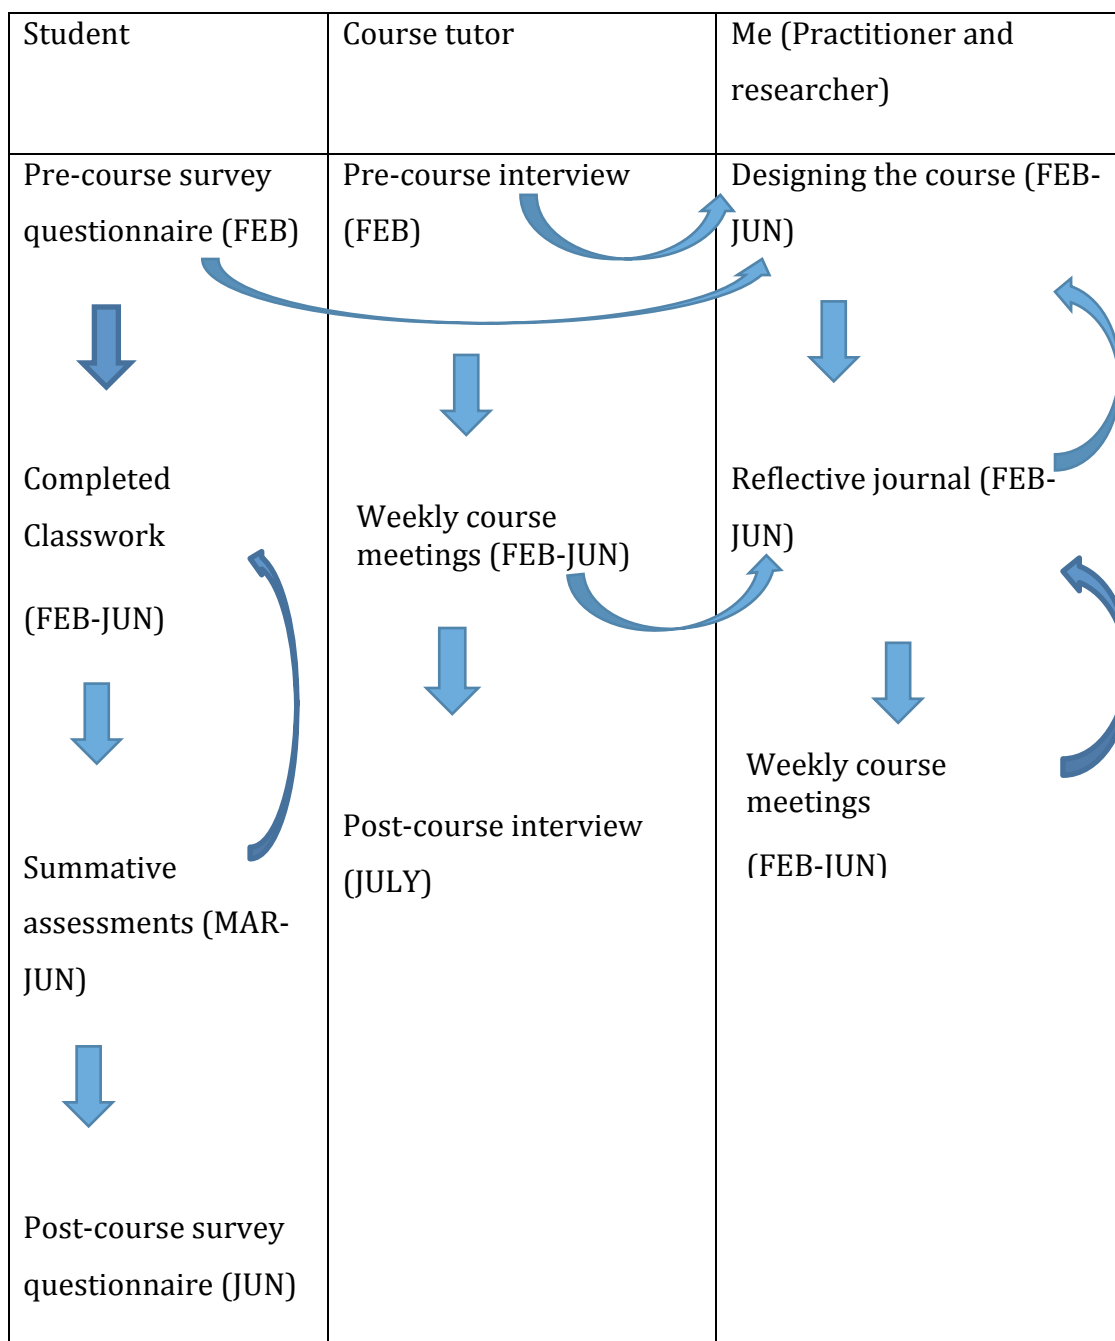 Student
Course tutor
Me (Practitioner and
researcher)
Pre-course survey
questionnaire (FEB)
Pre-course interview
(FEB)
Designing the course (FEB-
JUN)
Completed
Classwork
(FEB-JUN)
Weekly course
meetings (FEB-JUN)
Reflective journal (FEB-
JUN)
Summative
assessments (MAR-
JUN)
Post-course interview
(JULY)
Weekly course
meetings
(FEB-JUN)
Post-course survey
questionnaire (JUN)